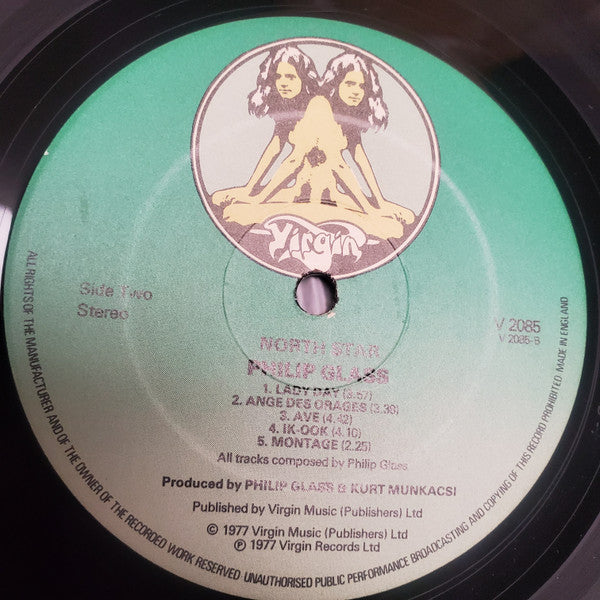 Virgin
Side Two
Stereo
V 2085
V 2085-B
NORTH STAR
PHILIP GLASS
1. LADY DAY (3.57)
2. ANGE DES ORAGES (3.39)
3. AVE (4.42)
4. IK-OOK (4.10)
5. MONTAGE (2.25)
All tracks composed by Philip Glass
Produced by PHILIP GLASS & KURT MUNKACSI
Published by Virgin Music (Publishers) Ltd
© 1977 Virgin Music (Publishers) Ltd
℗ 1977 Virgin Records Ltd
ALL RIGHTS OF THE MANUFACTURER AND OF THE OWNER OF THE RECORDED WORK RESERVED UNAUTHORISED PUBLIC PERFORMANCE BROADCASTING AND COPYING OF THIS RECORD PROHIBITED MADE IN ENGLAND